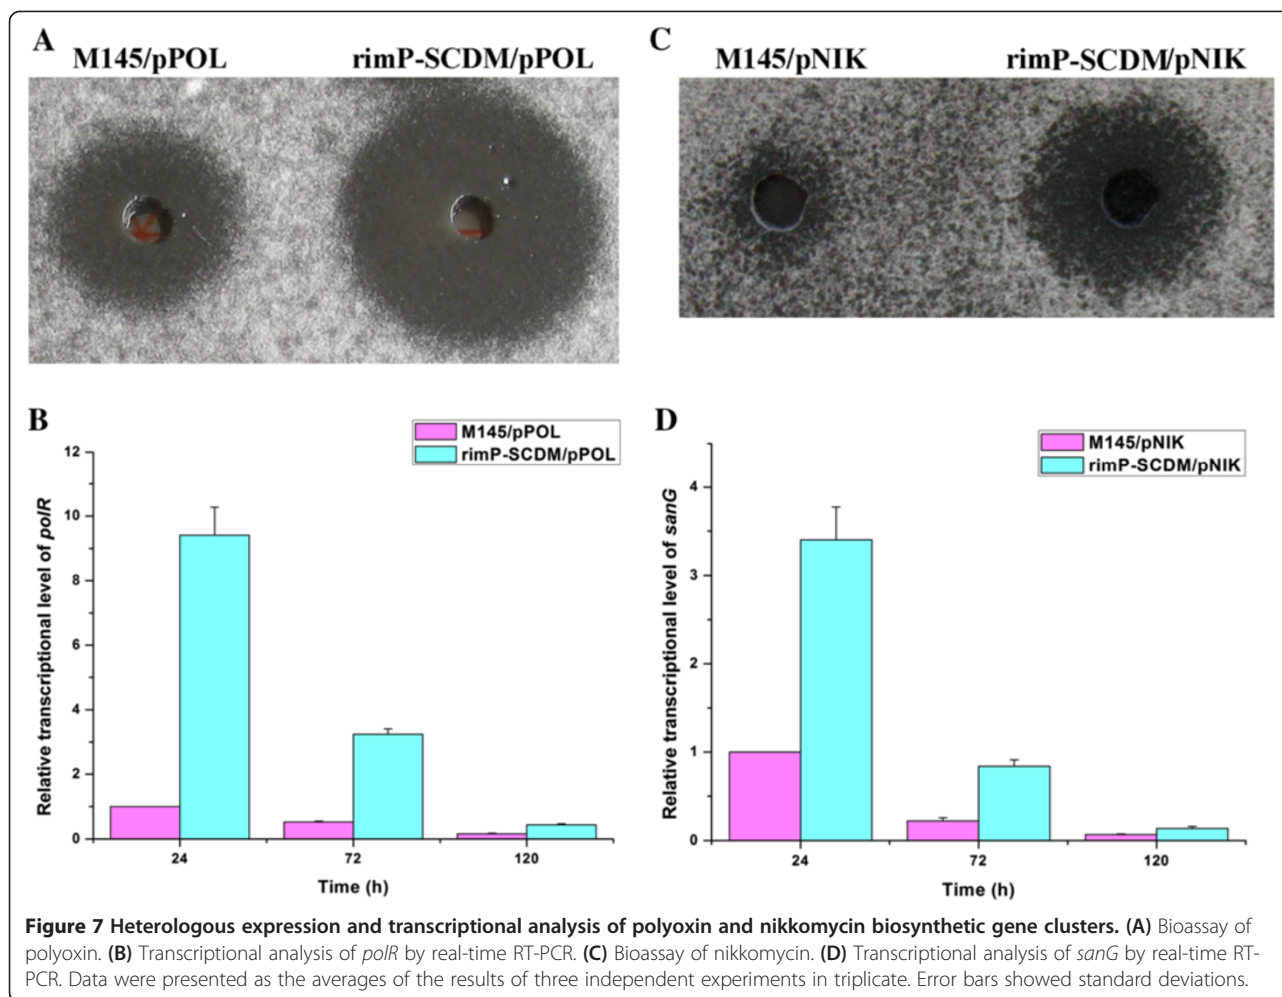 A
M145/pPOL
rimP-SCDM/pPOL
C
M145/pNIK
rimP-SCDM/pNIK
B
M145/pPOL
rimP-SCDM/pPOL
Relative transcriptional level of polR
12
10
8
6
4
2
0
24
72
120
Time (h)
D
M145/pNIK
rimP-SCDM/pNIK
Relative transcriptional level of sanG
4
3
2
1
0
24
72
120
Time (h)
Figure 7 Heterologous expression and transcriptional analysis of polyoxin and nikkomycin biosynthetic gene clusters. (A) Bioassay of
polyoxin. (B) Transcriptional analysis of polR by real-time RT-PCR. (C) Bioassay of nikkomycin. (D) Transcriptional analysis of sanG by real-time RT-
PCR. Data were presented as the averages of the results of three independent experiments in triplicate. Error bars showed standard deviations.